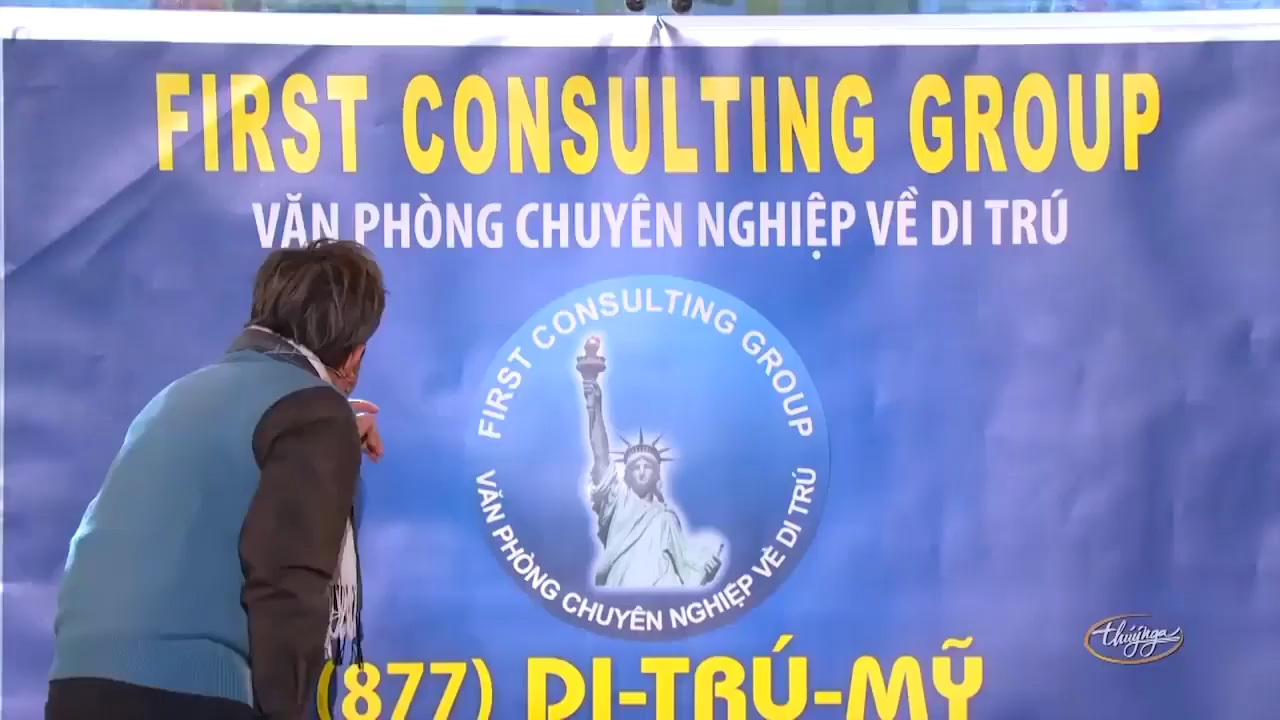 FIRST CONSULTING GROUP
VĂN PHÒNG CHUYÊN NGHIỆP VỀ DI TRÚ
FIRST CONSULTING GROUP
VĂN PHÒNG CHUYÊN NGHIỆP VỀ DI TRÚ
(877) DI-TRÚ-MỸ
thúy nga